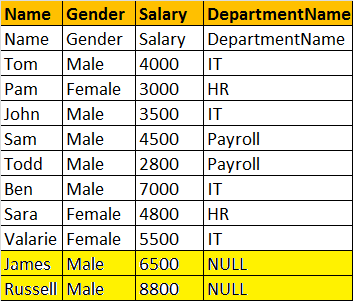 Name Gender Salary DepartmentName
Name Gender Salary DepartmentName
Tom Male 4000 IT
Pam Female 3000 HR
John Male 3500 IT
Sam Male 4500 Payroll
Todd Male 2800 Payroll
Ben Male 7000 IT
Sara Female 4800 HR
Valarie Female 5500 IT
James Male 6500 NULL
Russell Male 8800 NULL